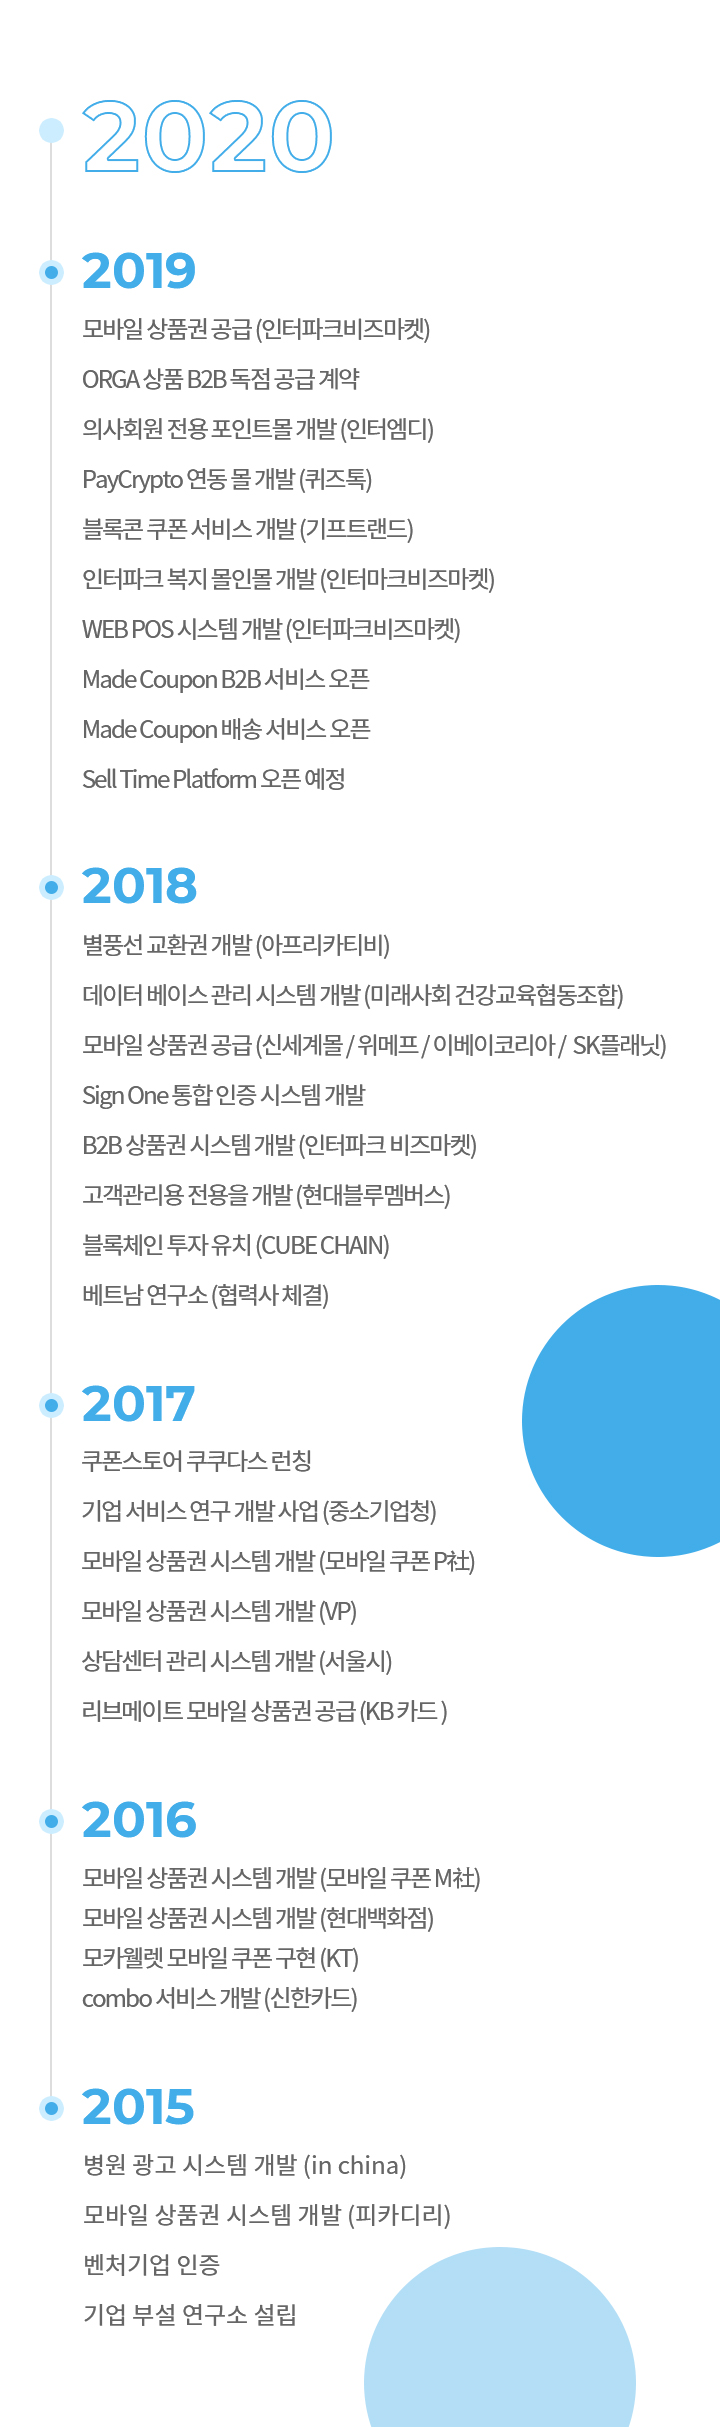 2020
2019
모바일 상품권 공급 (인터파크비즈마켓)
ORGA 상품 B2B 독점 공급 계약
의사회원 전용 포인트몰 개발 (인터엠디)
PayCrypto 연동 몰 개발 (퀴즈톡)
블록콘 쿠폰 서비스 개발 (기프트랜드)
인터파크 복지 몰인몰 개발 (인터마크비즈마켓)
WEB POS 시스템 개발 (인터파크비즈마켓)
Made Coupon B2B 서비스 오픈
Made Coupon 배송 서비스 오픈
Sell Time Platform 오픈 예정
2018
별풍선 교환권 개발 (아프리카티비)
데이터 베이스 관리 시스템 개발 (미래사회 건강교육협동조합)
모바일 상품권 공급 (신세계몰 / 위메프 / 이베이코리아 / SK플래닛)
Sign One 통합 인증 시스템 개발
B2B 상품권 시스템 개발 (인터파크 비즈마켓)
고객관리용 전용을 개발 (현대블루멤버스)
블록체인 투자 유치 (CUBE CHAIN)
베트남 연구소 (협력사 체결)
2017
쿠폰스토어 쿠쿠다스 런칭
기업 서비스 연구 개발 사업 (중소기업청)
모바일 상품권 시스템 개발 (모바일 쿠폰 P社)
모바일 상품권 시스템 개발 (VP)
상담센터 관리 시스템 개발 (서울시)
리브메이트 모바일 상품권 공급 (KB 카드 )
2016
모바일 상품권 시스템 개발 (모바일 쿠폰 M社)
모바일 상품권 시스템 개발 (현대백화점)
모카웰렛 모바일 쿠폰 구현 (KT)
combo 서비스 개발 (신한카드)
2015
병원 광고 시스템 개발 (in china)
모바일 상품권 시스템 개발 (피카디리)
벤처기업 인증
기업 부설 연구소 설립